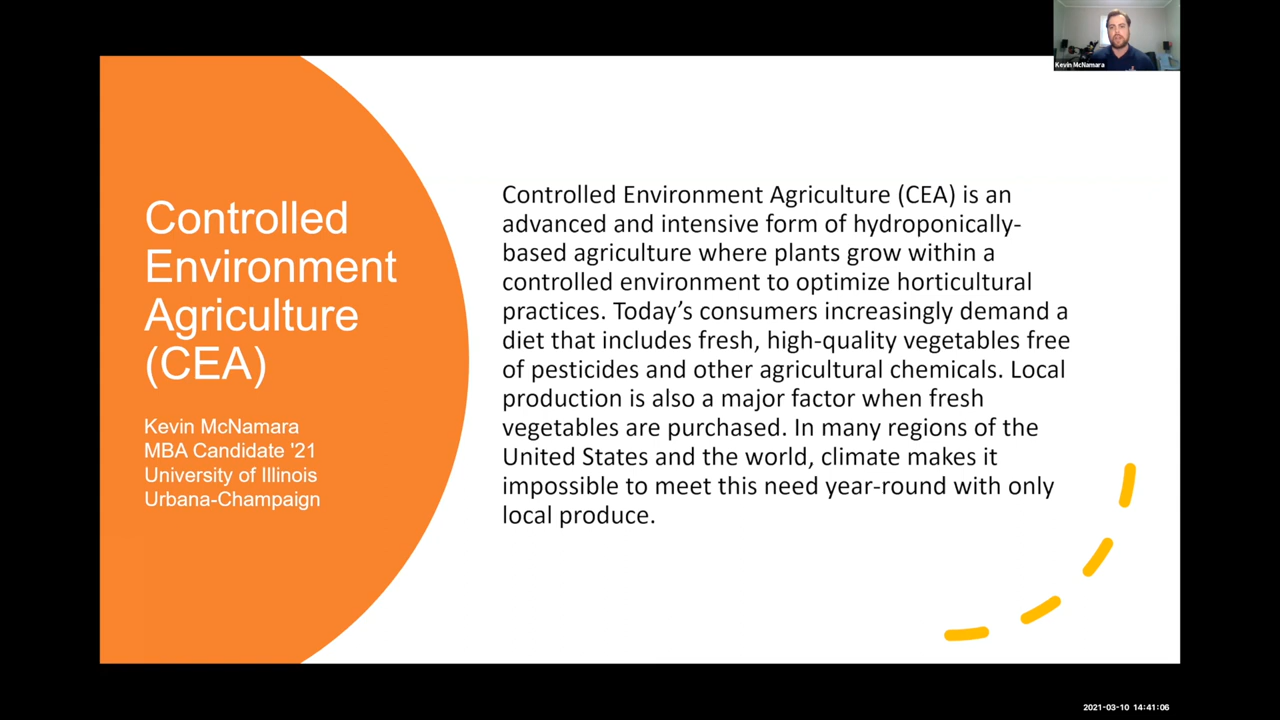 Kevin McNamara
Controlled
Environment
Agriculture
(CEA)
Kevin McNamara
MBA Candidate '21
University of Illinois
Urbana-Champaign
Controlled Environment Agriculture (CEA) is an
advanced and intensive form of hydroponically-
based agriculture where plants grow within a
controlled environment to optimize horticultural
practices. Today’s consumers increasingly demand a
diet that includes fresh, high-quality vegetables free
of pesticides and other agricultural chemicals. Local
production is also a major factor when fresh
vegetables are purchased. In many regions of the
United States and the world, climate makes it
impossible to meet this need year-round with only
local produce.
2021-03-10 14:41:06